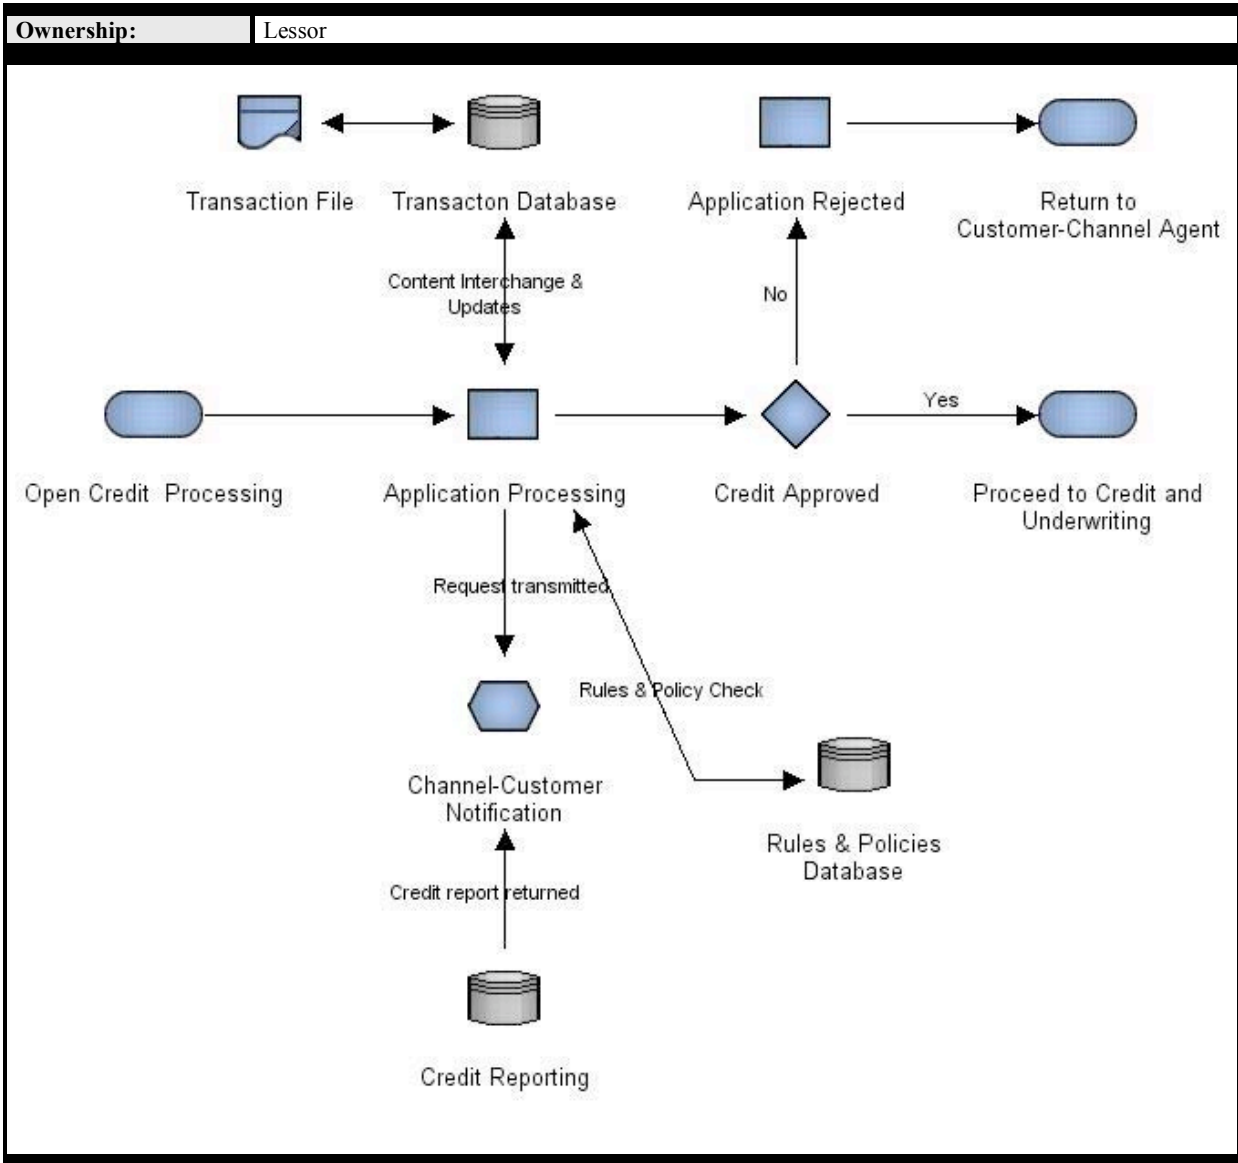 Ownership: Lessor
Transaction File Transacton Database Application Rejected Return to
Customer-Channel Agent
Content Interchange &
Updates
No
Yes
Open Credit Processing Application Processing Credit Approved Proceed to Credit and
Underwriting
Request transmitted
Rules & Policy Check
Channel-Customer
Notification
Rules & Policies
Database
Credit report returned
Credit Reporting